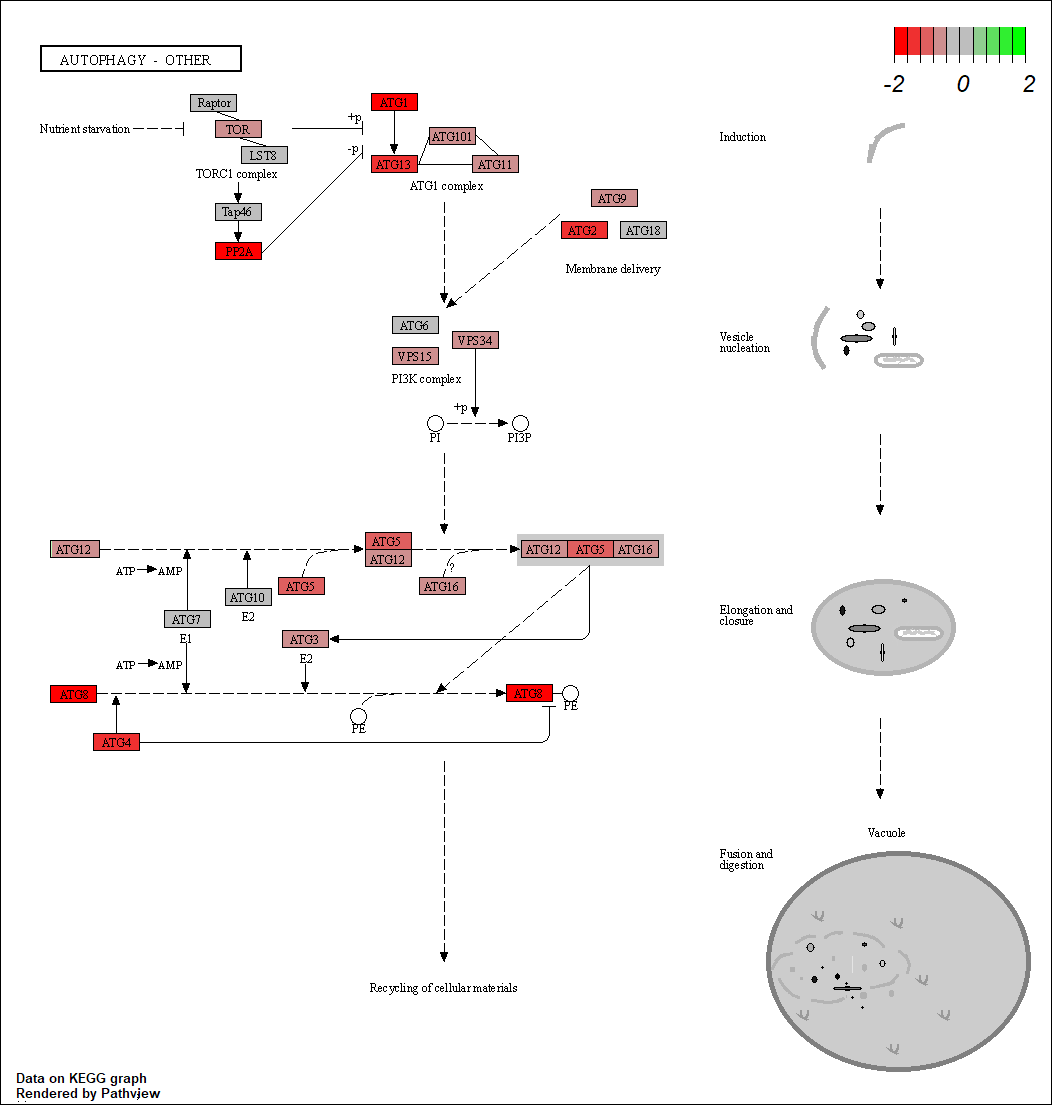 AUTOPHAGY - OTHER
-2 0 2
Raptor
Nutrient starvation
TOR
LST8
TORC1 complex
Tap46
PP2A
+p
-p
ATG1
ATG101
ATG13
ATG11
ATG1 complex
ATG9
ATG2
ATG18
Membrane delivery
ATG6
VPS34
VPS15
PI3K complex
+p
PI
PI3P
ATG12
ATG5
ATG12
ATG12 ATG5 ATG16
ATP
AMP
ATG5
ATG16
?
ATG10
E2
ATG7
E1
ATG3
E2
ATP
AMP
ATG8
ATG8
PE
PE
ATG4
Recycling of cellular materials
Induction
Vesicle
nucleation
Elongation and
closure
Vacuole
Fusion and
digestion
Data on KEGG graph
Rendered by Pathview